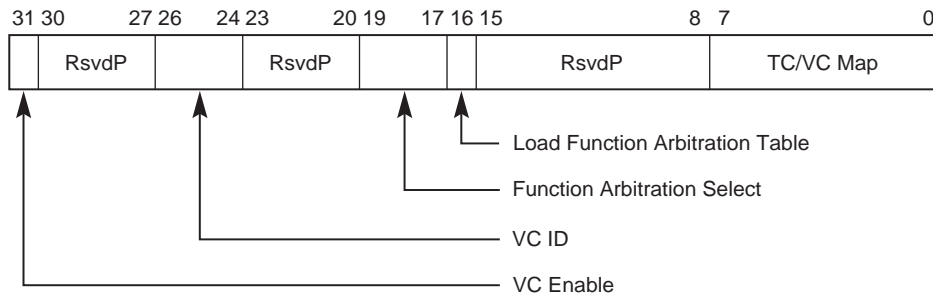 31 30 27 26 24 23 20 19 17 16 15 8 7 0
RsvdP RsvdP RsvdP TC/VC Map
Load Function Arbitration Table
Function Arbitration Select
VC ID
VC Enable